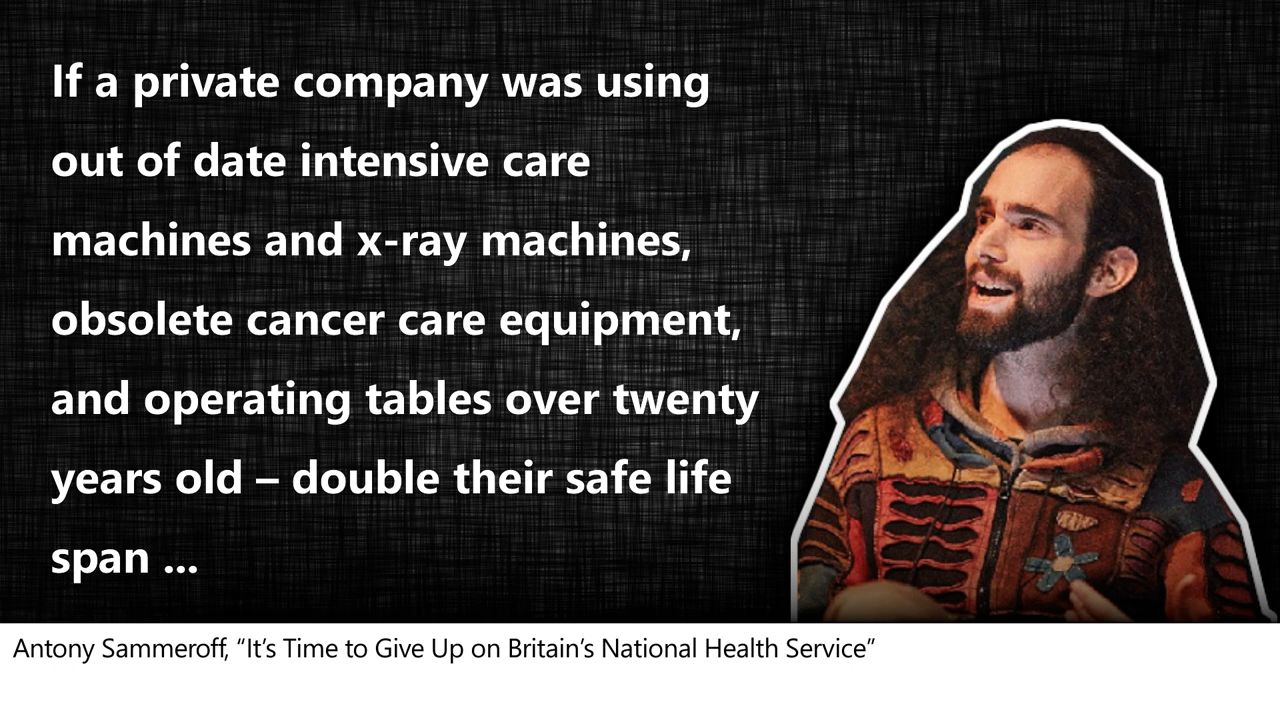 If a private company was using
out of date intensive care
machines and x-ray machines,
obsolete cancer care equipment,
and operating tables over twenty
years old – double their safe life
span ...
Antony Sammeroff, “It’s Time to Give Up on Britain’s National Health Service”